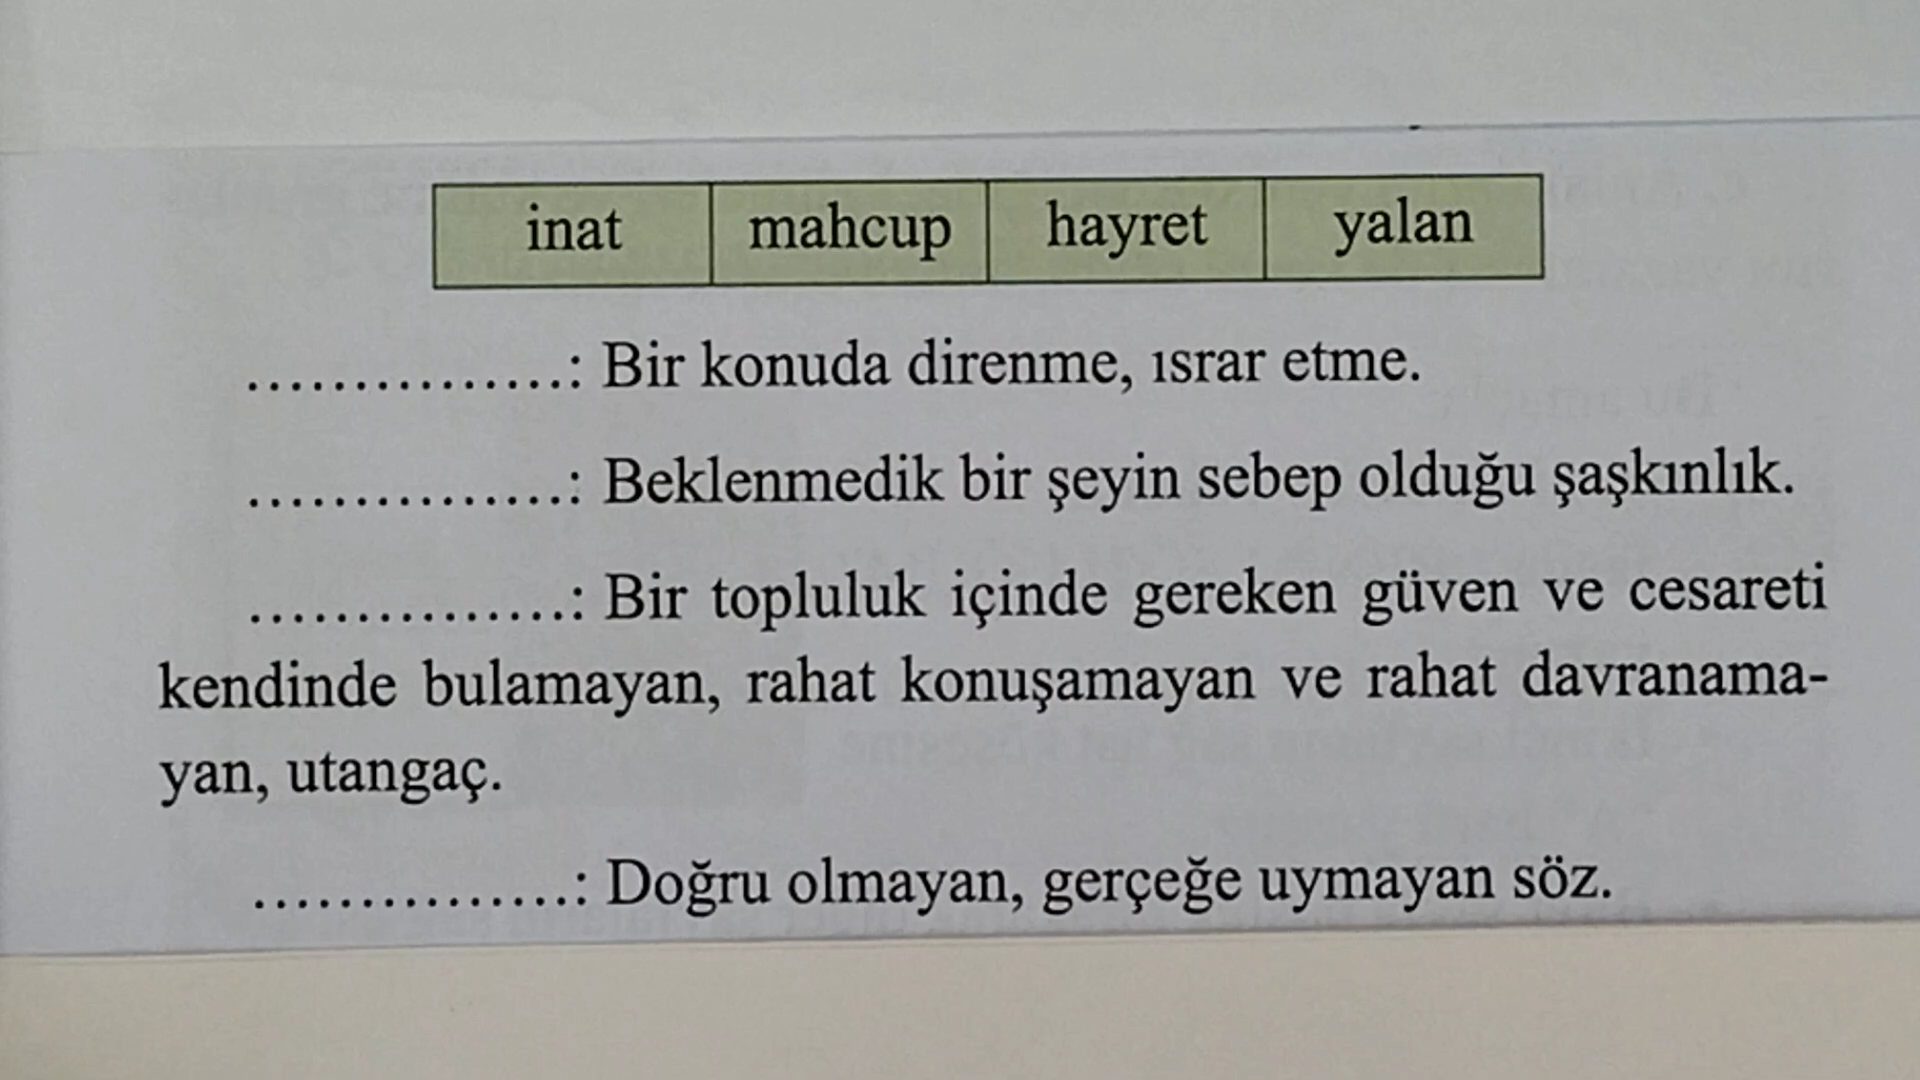 inat mahcup hayret yalan
................: Bir konuda direnme, ısrar etme.
................: Beklenmedik bir şeyin sebep olduğu şaşkınlık.
................: Bir topluluk içinde gereken güven ve cesareti
kendinde bulamayan, rahat konuşamayan ve rahat davranama-
yan, utangaç.
................: Doğru olmayan, gerçeğe uymayan söz.